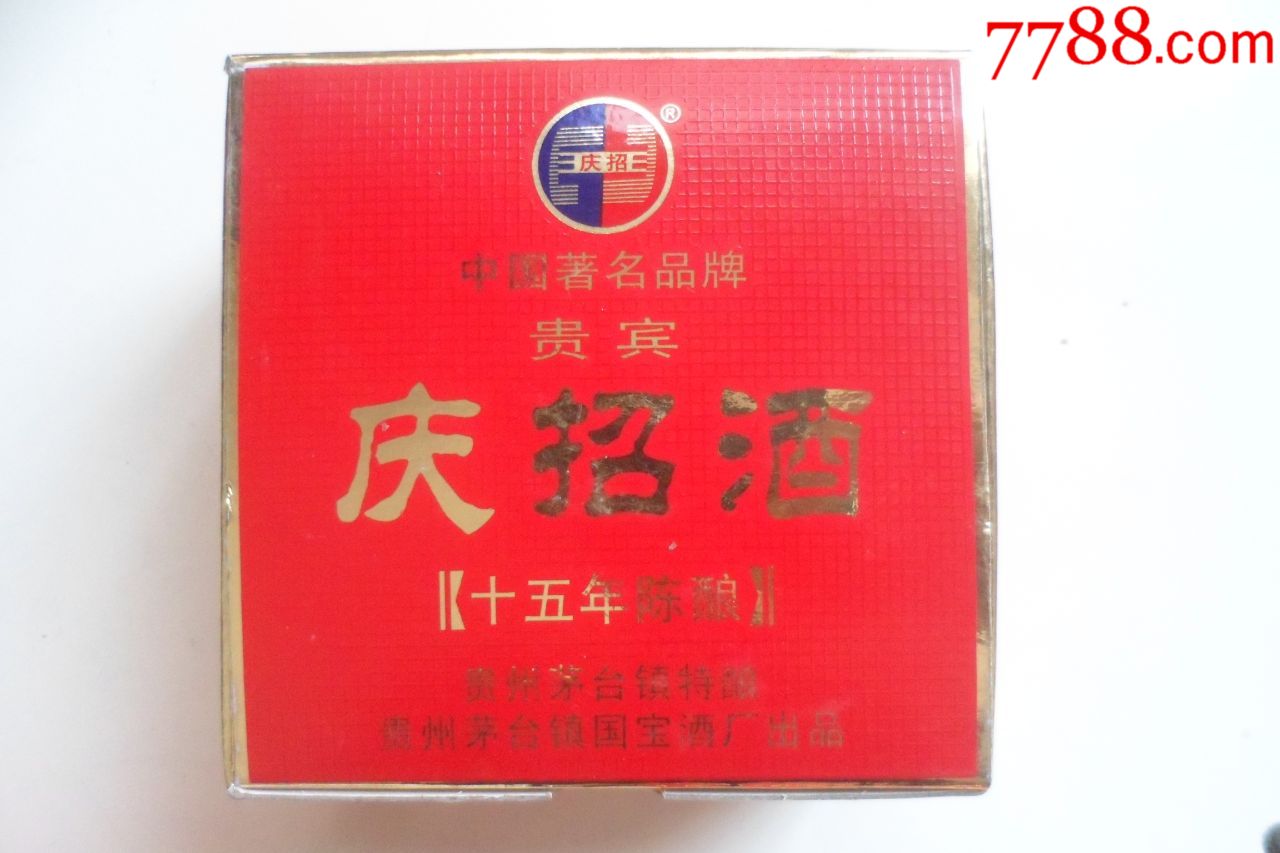 7788.com
®
庆招
中国著名品牌
贵宾
庆招酒
【十五年陈酿】
贵州茅台镇特酿
贵州茅台镇国宝酒厂出品